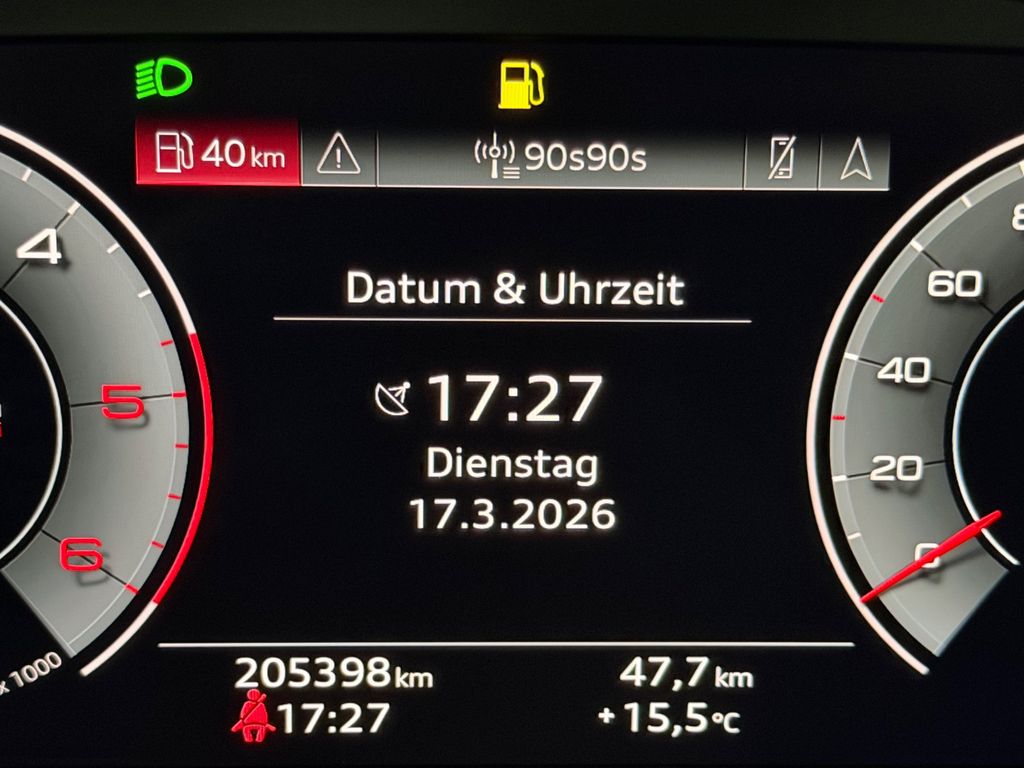 40 km
90s90s
Datum & Uhrzeit
17:27
Dienstag
17.3.2026
4
5
6
x 1000
60
40
20
0
205398 km
47,7 km
17:27
+15,5°C